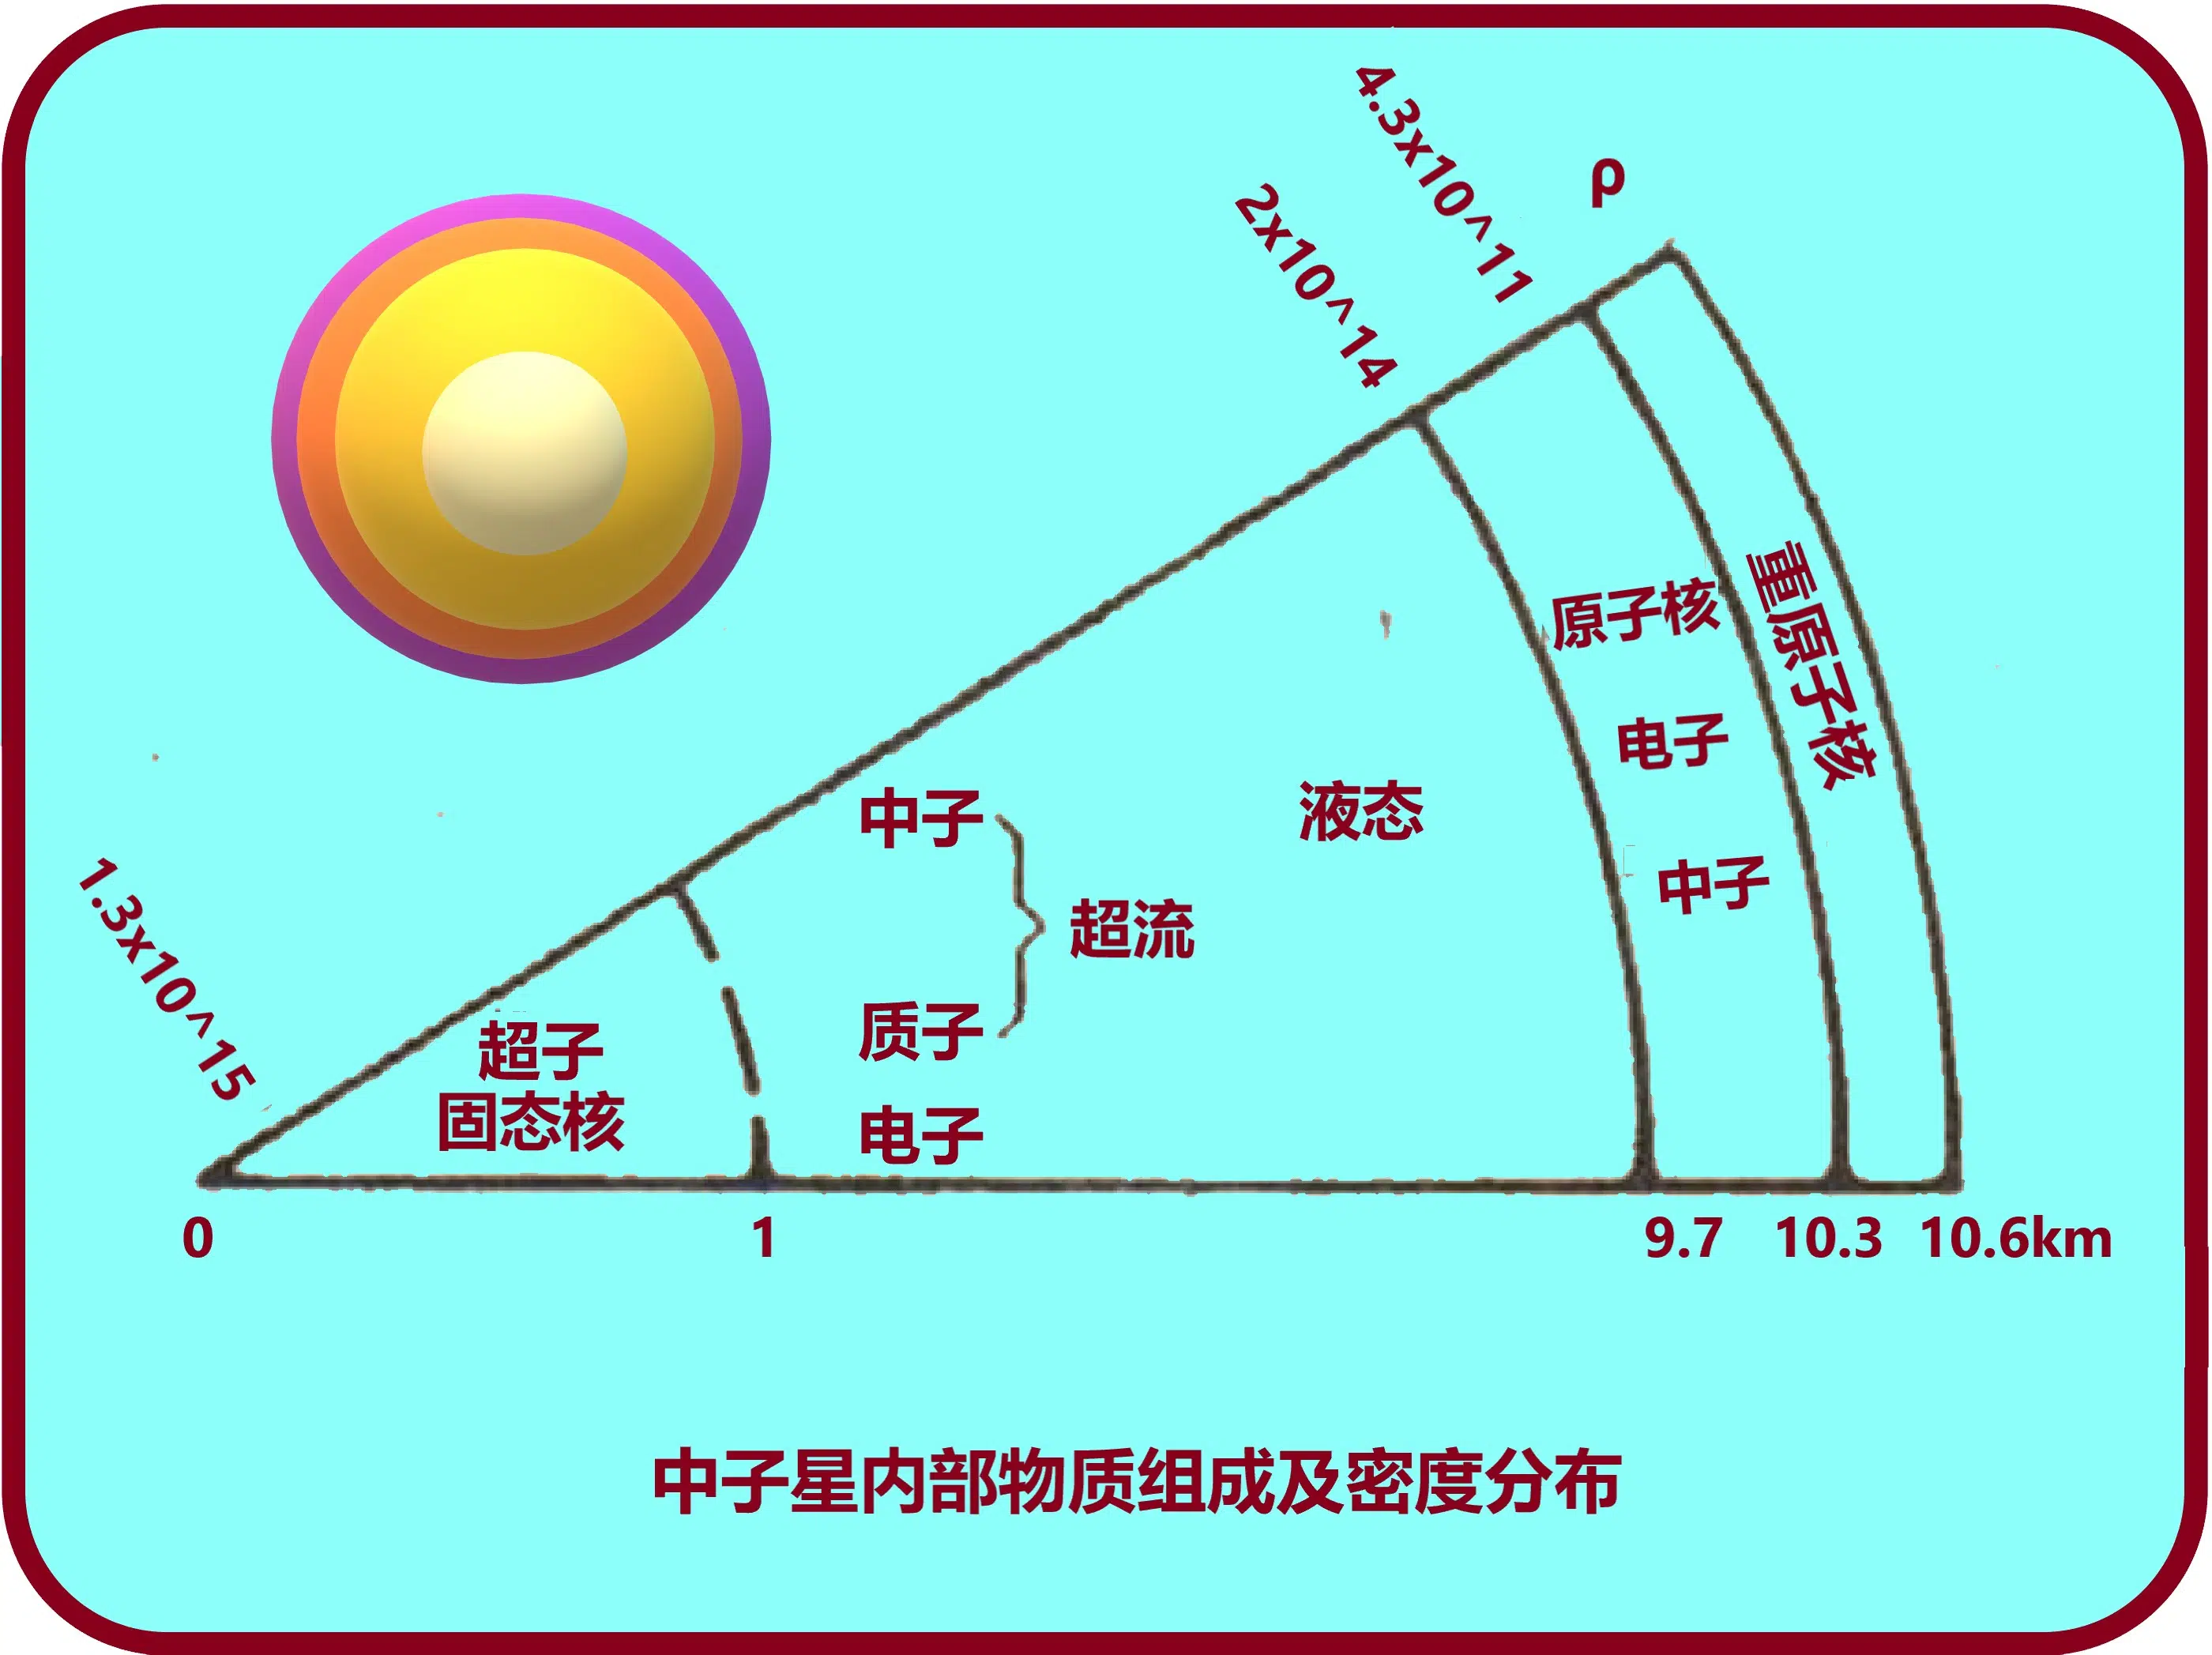 4.3x10^11
ρ
2x10^14
重原子核
原子核
电子
中子
中子
液态
超流
质子
电子
1.3x10^15
超子
固态核
0
1
9.7
10.3
10.6km
中子星内部物质组成及密度分布